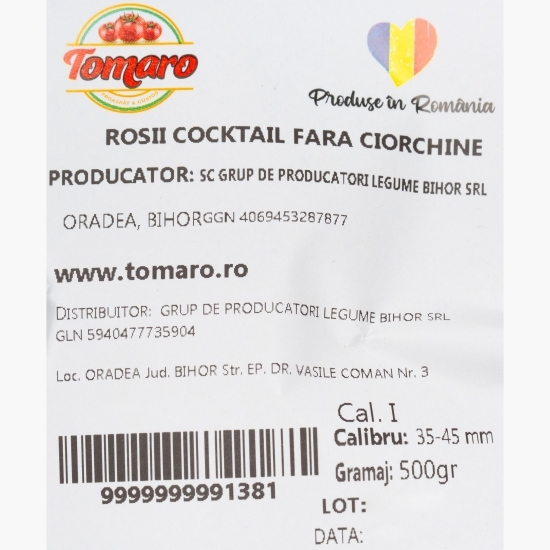 Tomaro
PROASPĂT & GUSTOS
Produse în România
ROSII COCKTAIL FARA CIORCHINE
PRODUCATOR: SC GRUP DE PRODUCATORI LEGUME BIHOR SRL
ORADEA, BIHORGGN 4069453287877
www.tomaro.ro
DISTRIBUITOR: GRUP DE PRODUCATORI LEGUME BIHOR SRL
GLN 5940477735904
Loc. ORADEA Jud. BIHOR Str. EP. DR. VASILE COMAN Nr. 3
Cal. I
Calibru: 35-45 mm
Gramaj: 500gr
9999999991381
LOT:
DATA: